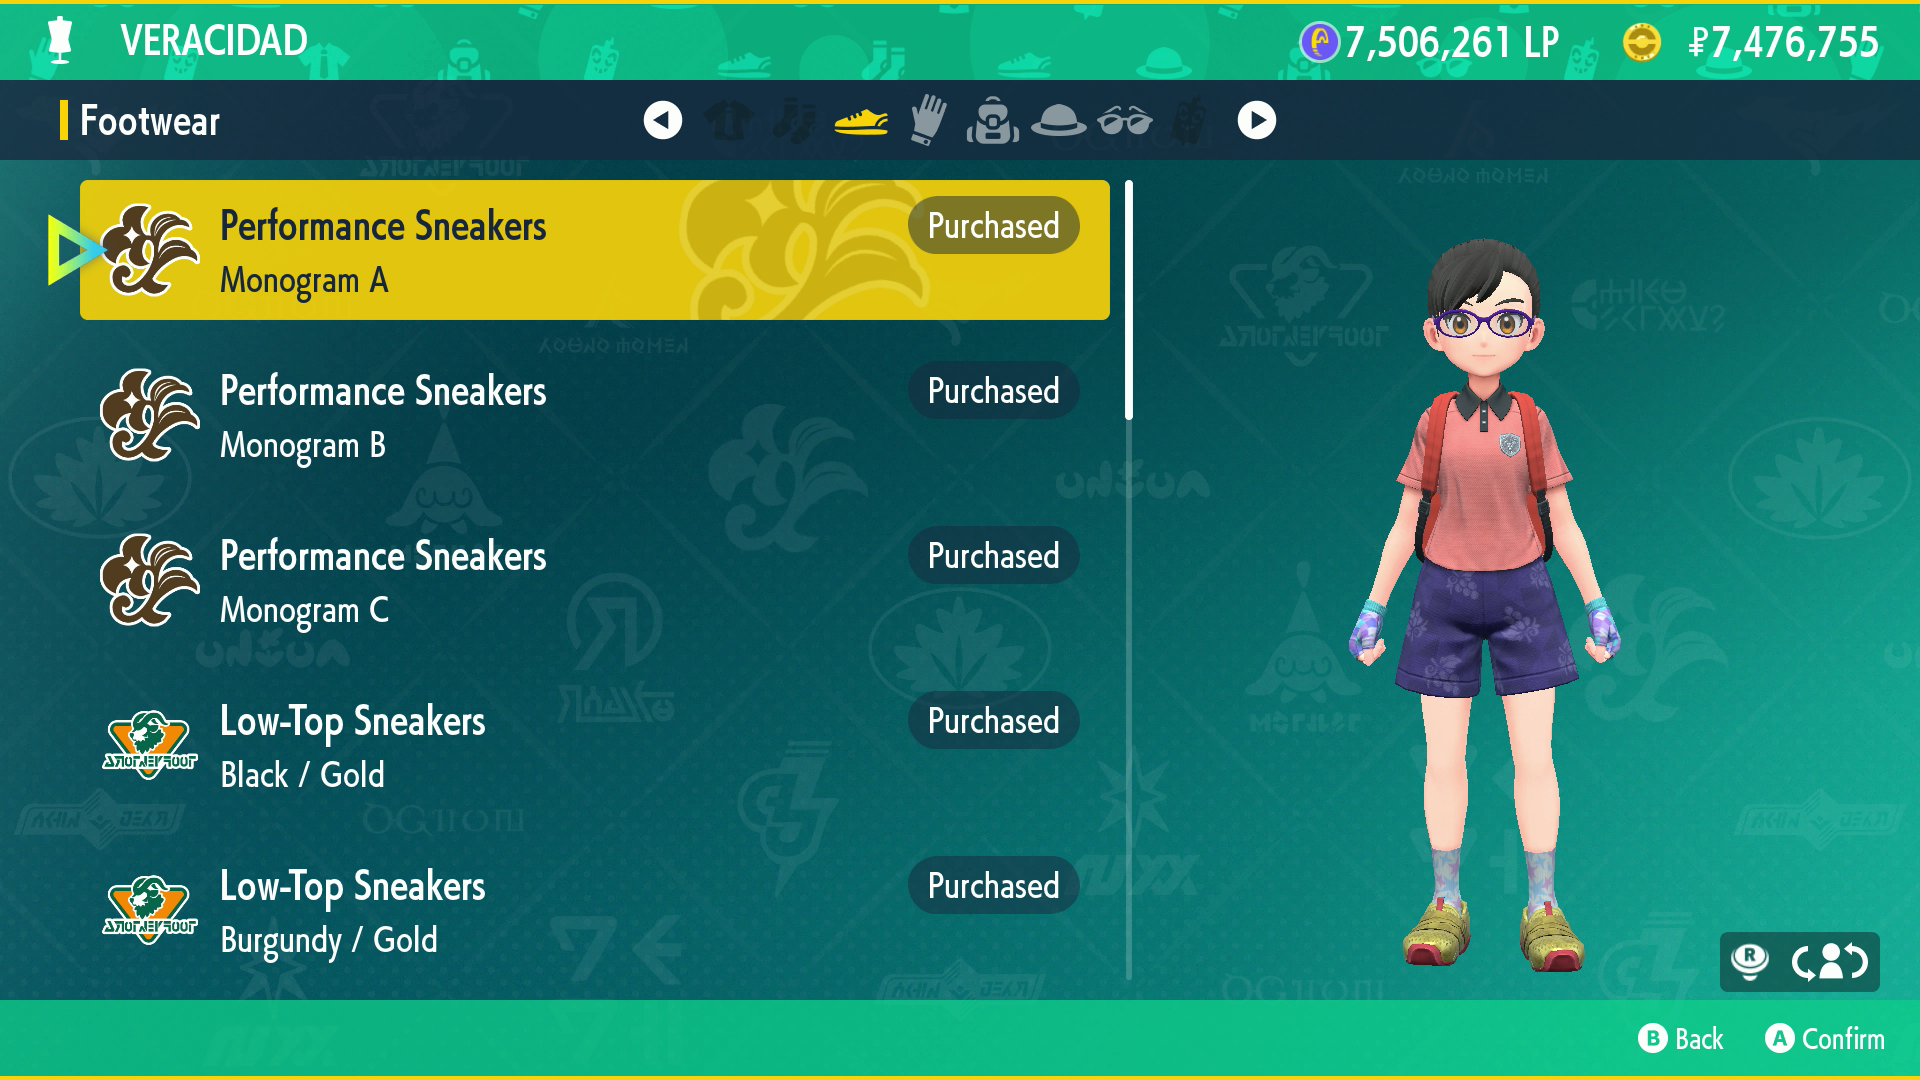 VERACIDAD
7,506,261 LP
₽7,476,755
Footwear
Performance Sneakers
Purchased
Monogram A
Performance Sneakers
Purchased
Monogram B
Performance Sneakers
Purchased
Monogram C
Low-Top Sneakers
Purchased
Black / Gold
Low-Top Sneakers
Purchased
Burgundy / Gold
R
B Back
A Confirm